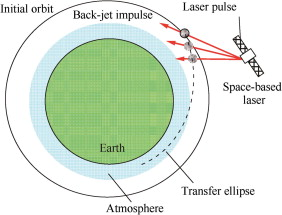 Initial orbit
Back-jet impulse
Laser pulse
Space-based
laser
Earth
Transfer ellipse
Atmosphere